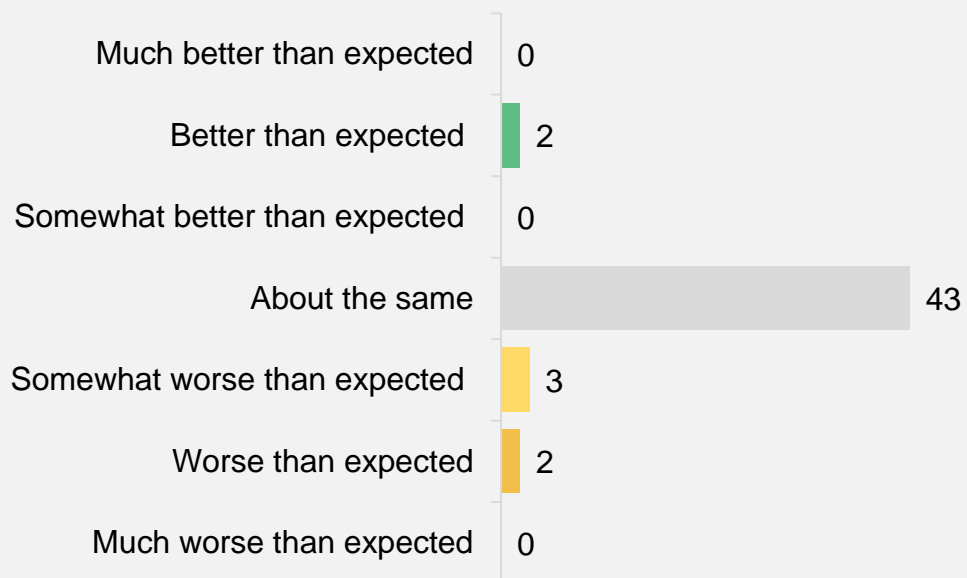 Much better than expected 0
Better than expected 2
Somewhat better than expected 0
About the same 43
Somewhat worse than expected 3
Worse than expected 2
Much worse than expected 0